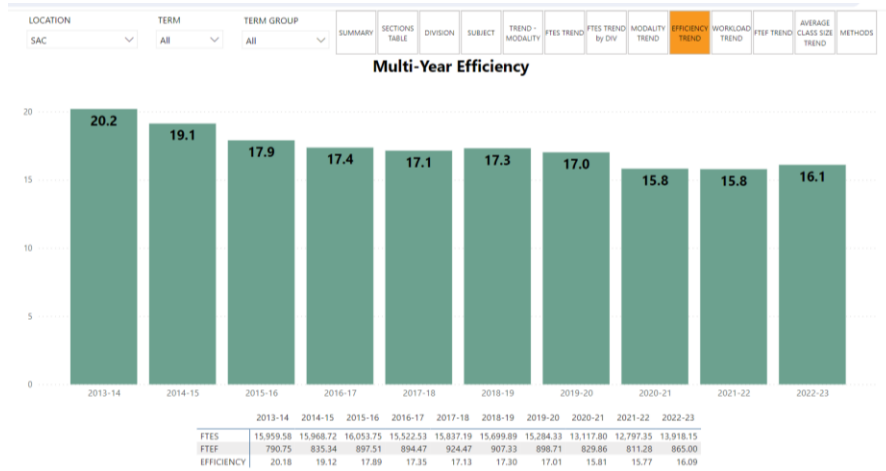 LOCATION TERM TERM GROUP
SAC All All
SUMMARY
SECTIONS
TABLE
DIVISION
SUBJECT
TREND -
MODALITY
FTES TREND
FTES TREND
by DIV
MODALITY
TREND
EFFICIENCY
TREND
WORKLOAD
TREND
FTEF TREND
AVERAGE
CLASS SIZE
TREND
METHODS
Multi-Year Efficiency
20
15
10
5
0
20.2
19.1
17.9
17.4
17.1
17.3
17.0
15.8
15.8
16.1
2013-14 2014-15 2015-16 2016-17 2017-18 2018-19 2019-20 2020-21 2021-22 2022-23
2013-14 2014-15 2015-16 2016-17 2017-18 2018-19 2019-20 2020-21 2021-22 2022-23
FTES 15,959.58 15,968.72 16,053.75 15,522.53 15,837.19 15,699.89 15,284.33 13,117.80 12,797.35 13,918.15
FTEF 790.75 835.34 897.51 894.47 924.47 907.33 898.71 829.86 811.28 865.00
EFFICIENCY 20.18 19.12 17.89 17.35 17.13 17.30 17.01 15.81 15.77 16.09